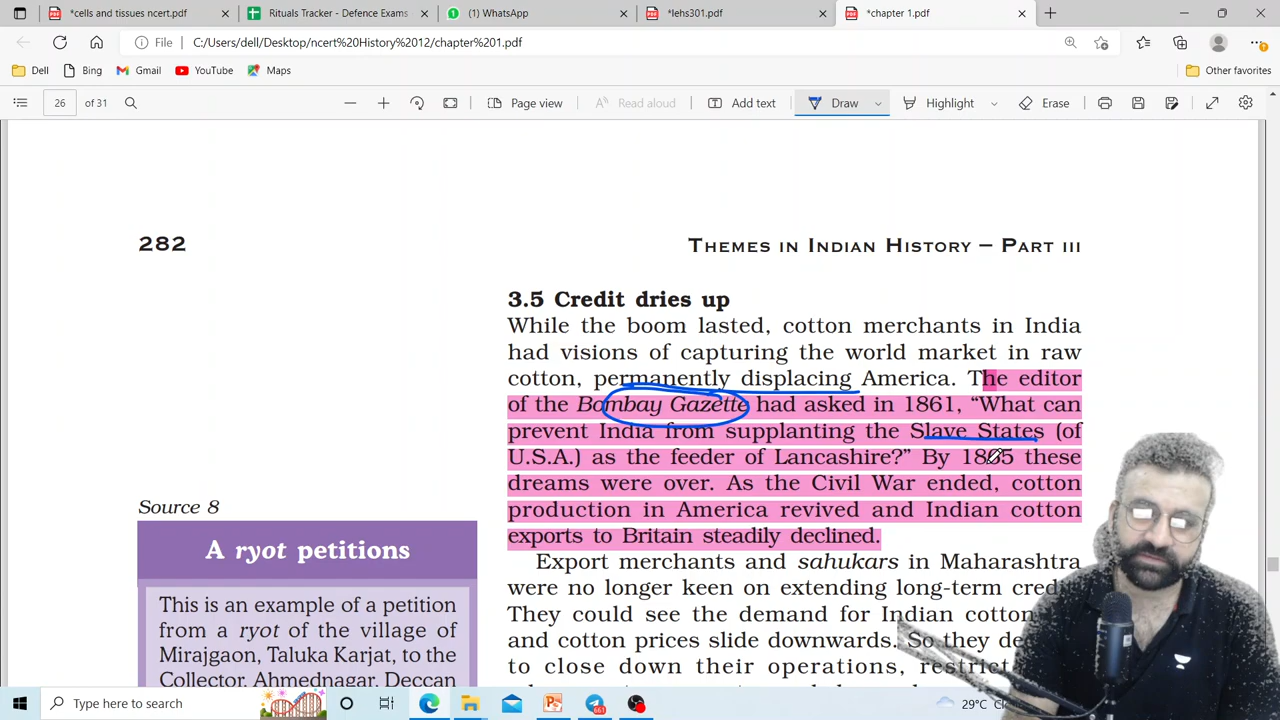 *cells and tissues ncert.pdf
Rituals Tracker - Defence Exams
(1) WhatsApp
*lehs301.pdf
*chapter 1.pdf
File
C:/Users/dell/Desktop/ncert%20History%2012/chapter%201.pdf
Dell
Bing
Gmail
YouTube
Maps
Other favorites
26
of 31
Page view
Read aloud
Add text
Draw
Highlight
Erase
282
THEMES IN INDIAN HISTORY – PART III
3.5 Credit dries up
While the boom lasted, cotton merchants in India
had visions of capturing the world market in raw
cotton, permanently displacing America. The editor
of the Bombay Gazette had asked in 1861, “What can
prevent India from supplanting the Slave States (of
U.S.A.) as the feeder of Lancashire?” By 1865 these
dreams were over. As the Civil War ended, cotton
production in America revived and Indian cotton
exports to Britain steadily declined.
Export merchants and sahukars in Maharashtra
were no longer keen on extending long-term
They could see the demand for Indian cotton
and cotton prices slide downwards. So they
to close down their operations,
Source 8
A ryot petitions
This is an example of a petition
from a ryot of the village of
Mirajgaon, Taluka Karjat, to the
Collector, Ahmednagar, Deccan
Type here to search
661
29°C